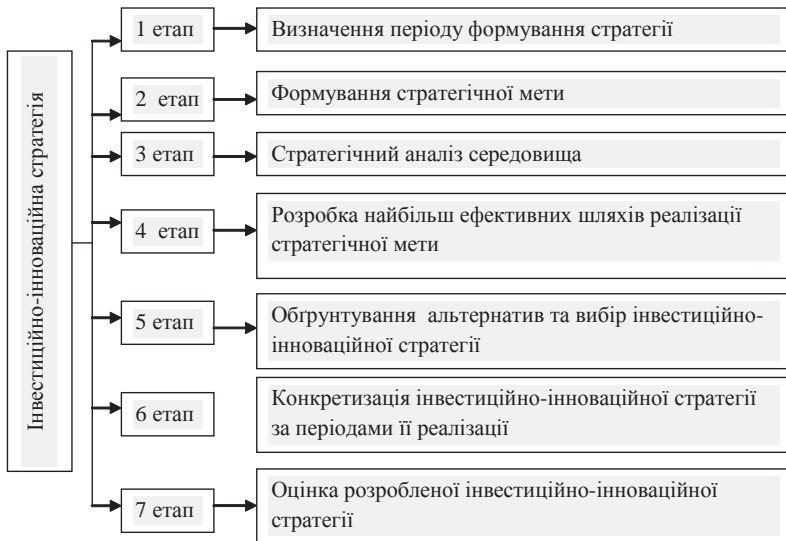 Інвестиційно-інноваційна стратегія
1 етап
Визначення періоду формування стратегії
2 етап
Формування стратегічної мети
3 етап
Стратегічний аналіз середовища
4 етап
Розробка найбільш ефективних шляхів реалізації
стратегічної мети
5 етап
Обґрунтування альтернатив та вибір інвестиційно-
інноваційної стратегії
6 етап
Конкретизація інвестиційно-інноваційної стратегії
за періодами її реалізації
7 етап
Оцінка розробленої інвестиційно-інноваційної
стратегії